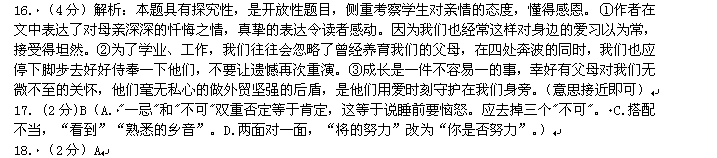 16.·(4分)解析：本题具有探究性，是开放性题目，侧重考察学生对亲情的态度，懂得感恩。①作者在
文中表达了对母亲深深的忏悔之情，真挚的表达令读者感动。因为我们也经常这样对身边的爱习以为常，
接受得坦然。②为了学业、工作，我们往往会忽略了曾经养育我们的父母，在四处奔波的同时，我们也应
停下脚步去好好侍奉一下他们，不要让遗憾再次重演。③成长是一件不容易一的事，幸好有父母对我们无
微不至的关怀，他们毫无私心的做外贸坚强的后盾，是他们用爱时刻守护在我们身旁。(意思接近即可)↵
17. (2分)B（A.·"一忌"和"不可"双重否定等于肯定，这等于说睡前要恼怒。应去掉三个"不可"。·C.搭配
不当，“看到”“熟悉的乡音”。D.两面对一面，“将的努力”改为“你是否努力”。）↵
18.·(2分)A↵